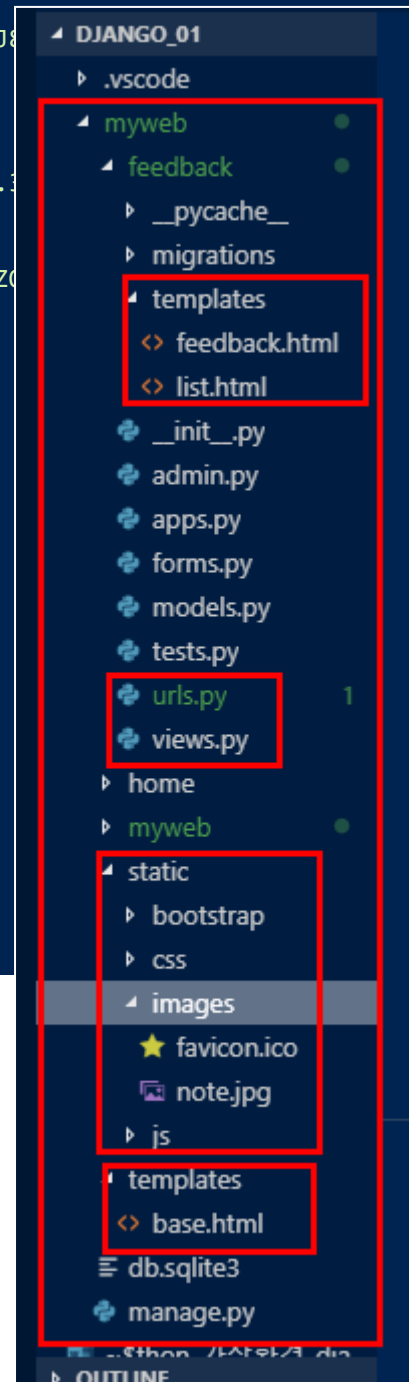 DJANGO_01
.vscode
myweb
feedback
__pycache__
migrations
templates
feedback.html
list.html
__init__.py
admin.py
apps.py
forms.py
models.py
tests.py
urls.py 1
views.py
home
myweb
static
bootstrap
css
images
favicon.ico
note.jpg
js
templates
base.html
db.sqlite3
manage.py
OUTLINE